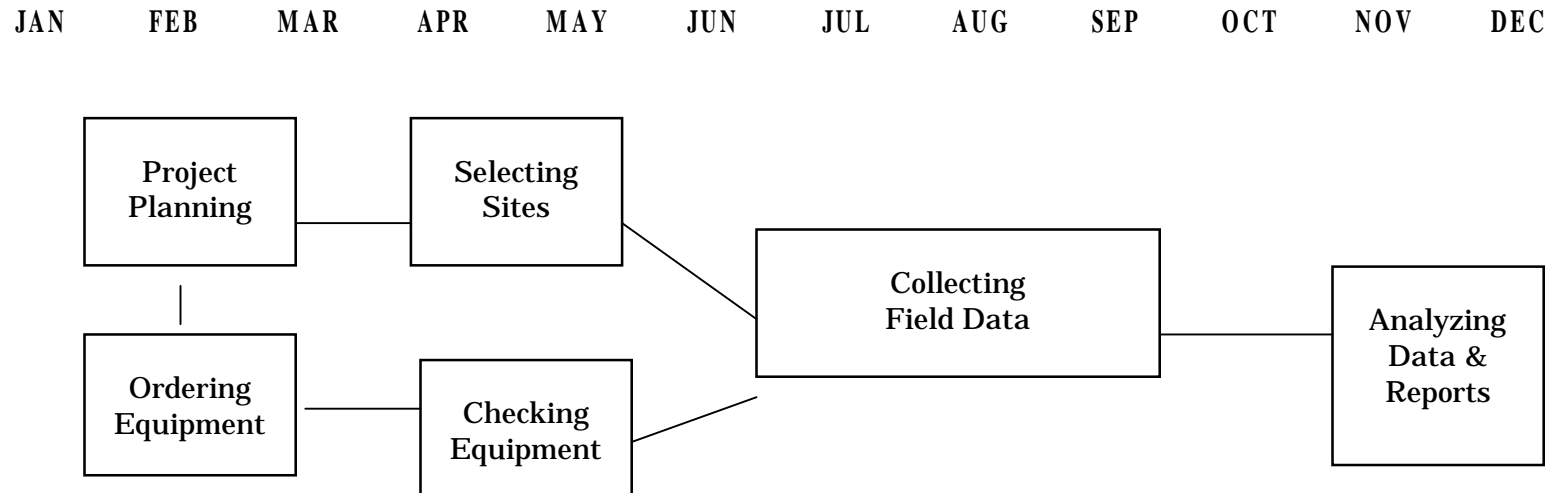 JAN FEB MAR APR MAY JUN JUL AUG SEP OCT NOV DEC
Project
Planning
Selecting
Sites
Collecting
Field Data
Analyzing
Data &
Reports
Ordering
Equipment
Checking
Equipment